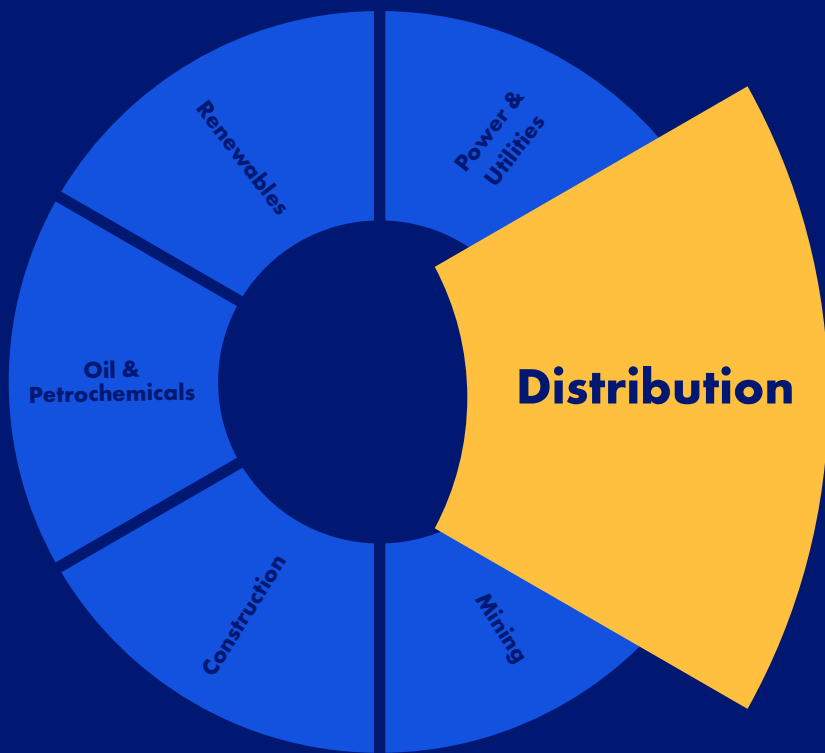 Renewables
Power &
Utilities
Oil &
Petrochemicals
Distribution
Construction
Mining